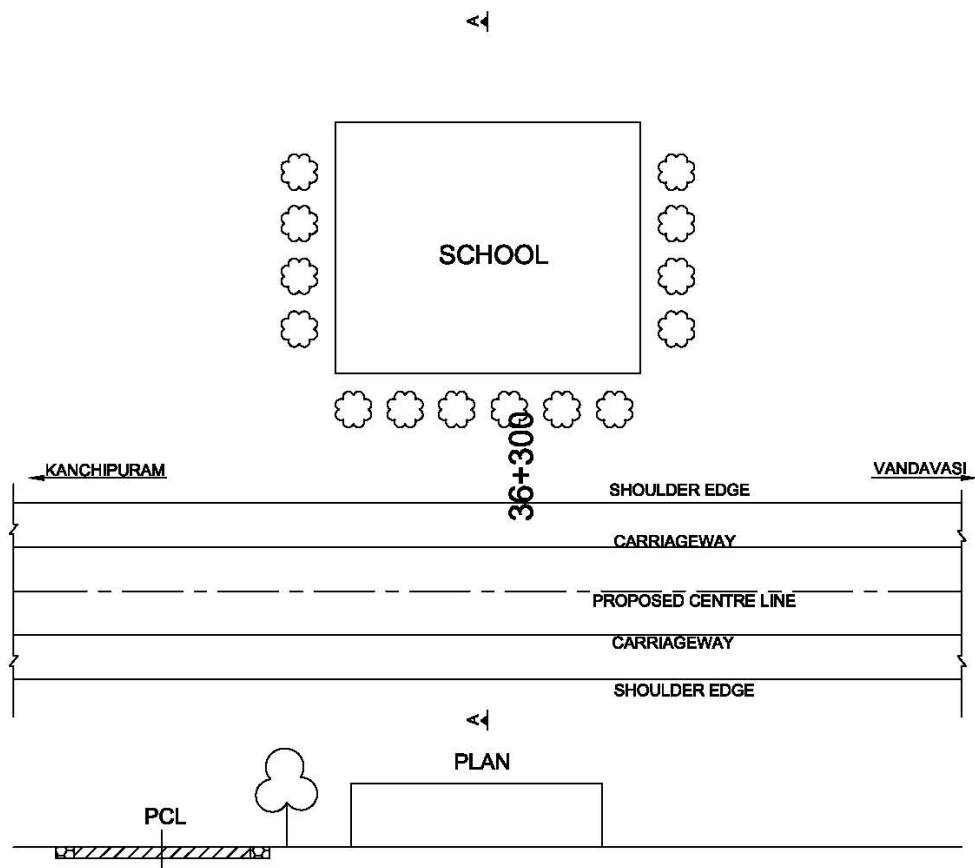 A
SCHOOL
36+300
KANCHIPURAM
VANDAVASI
SHOULDER EDGE
CARRIAGEWAY
PROPOSED CENTRE LINE
CARRIAGEWAY
SHOULDER EDGE
A
PLAN
PCL